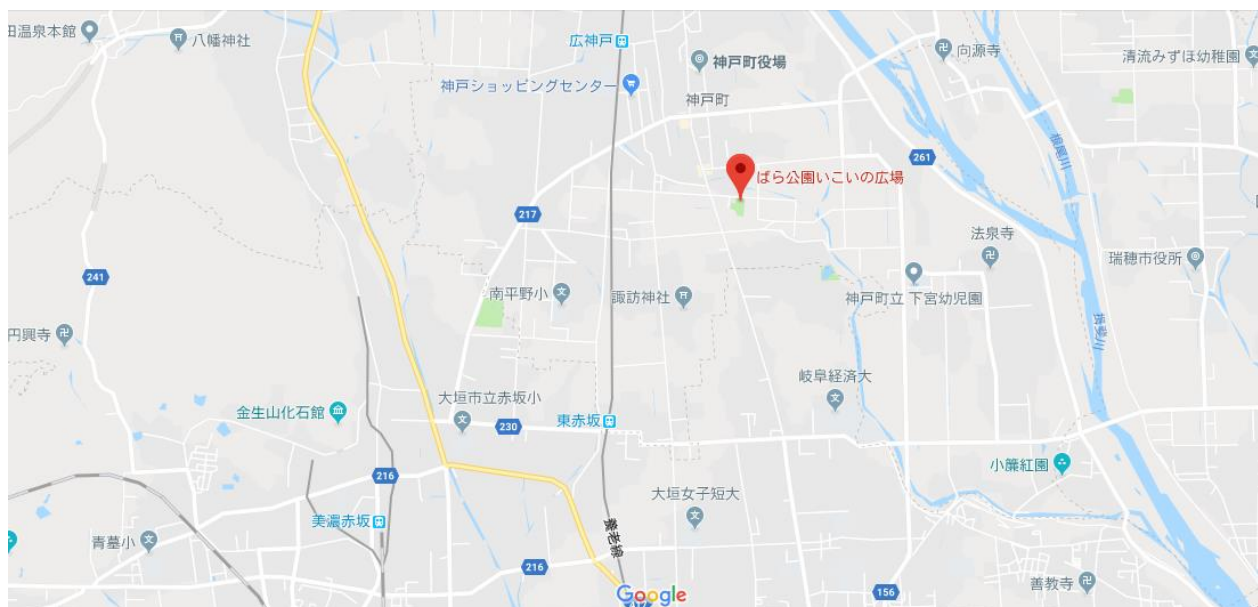 田温泉本館
八幡神社
広神戸
神戸町役場
向源寺
清流みずほ幼稚園
神戸ショッピングセンター
神戸町
根尾川
261
ばら公園いこいの広場
217
法泉寺
瑞穂市役所
241
南平野小
諏訪神社
神戸町立 下宮幼児園
円興寺
揖斐川
岐阜経済大
大垣市立赤坂小
金生山化石館
230
東赤坂
216
小簾紅園
大垣女子短大
美濃赤坂
青墓小
養老線
216
Google
156
善教寺